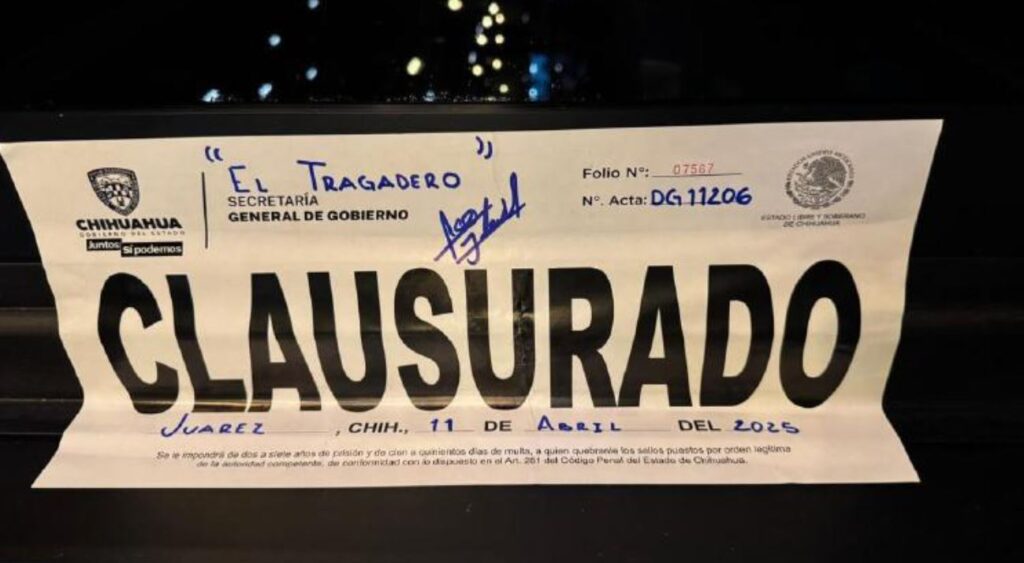 "El Tragadero"
SECRETARÍA
GENERAL DE GOBIERNO
CHIHUAHUA
GOBIERNO DEL ESTADO
Juntos Sí podemos
Folio Nº: 07567
Nº. Acta: DG 11206
ESTADO LIBRE Y SOBERANO
DE CHIHUAHUA
CLAUSURADO
JUAREZ, CHIH., 11 DE ABRIL DEL 2025
Se le impondrá de dos a siete años de prisión y de cien a quinientos días de multa, a quien quebrante los sellos puestos por orden legítima
de la autoridad competente, de conformidad con lo dispuesto en el Art. 281 del Código Penal del Estado de Chihuahua.